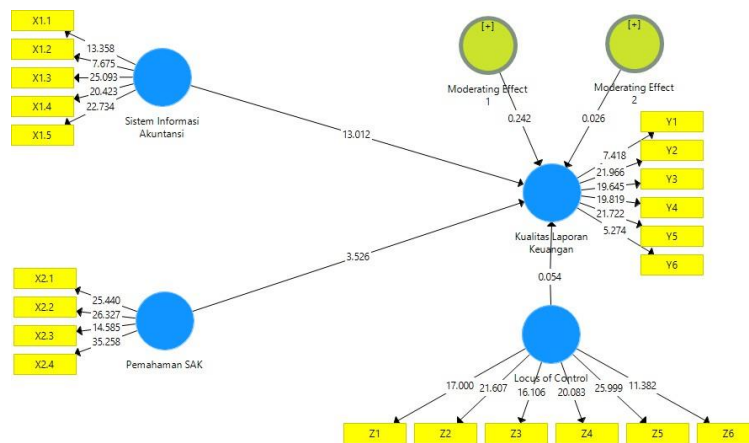 X1.1
X1.2
X1.3
X1.4
X1.5
13.358
7.675
25.093
20.423
22.734
Sistem Informasi
Akuntansi
13.012
[+]
Moderating Effect
1
0.242
[+]
Moderating Effect
2
0.026
Y1
Y2
Y3
Y4
Y5
Y6
7.418
21.966
19.645
19.819
21.722
5.274
Kualitas Laporan
Keuangan
3.526
0.054
X2.1
X2.2
X2.3
X2.4
25.440
26.327
14.585
35.258
Pemahaman SAK
Locus of Control
17.000
21.607
16.106
20.083
25.999
11.382
Z1
Z2
Z3
Z4
Z5
Z6